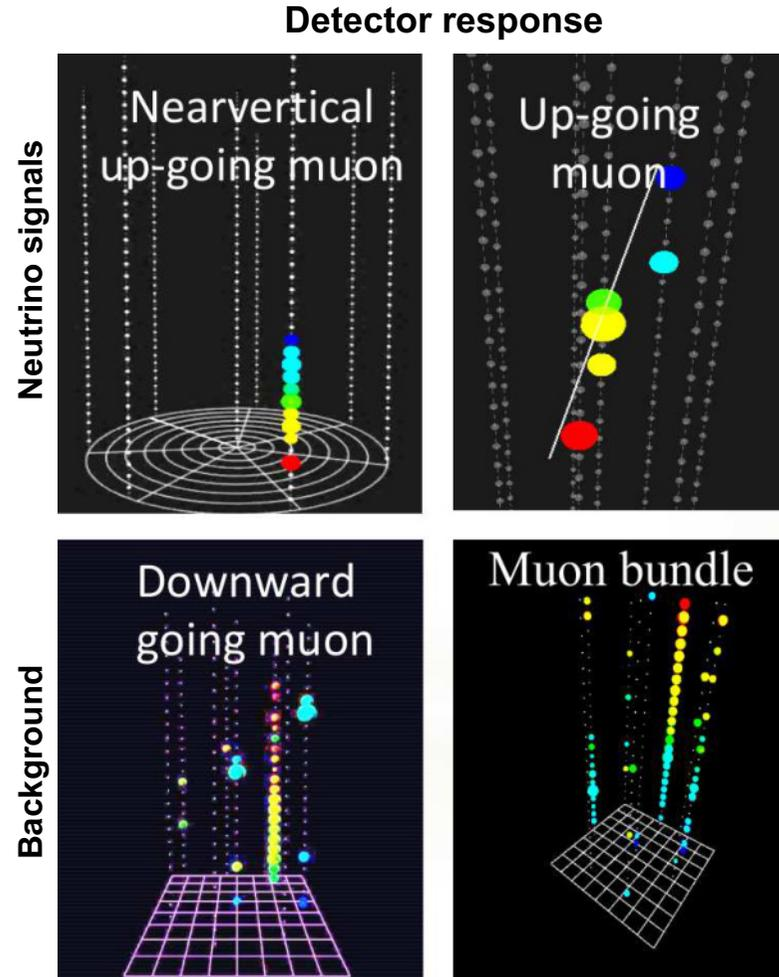 Detector response
Neutrino signals
Nearvertical
up-going muon
Up-going
muon
Background
Downward
going muon
Muon bundle